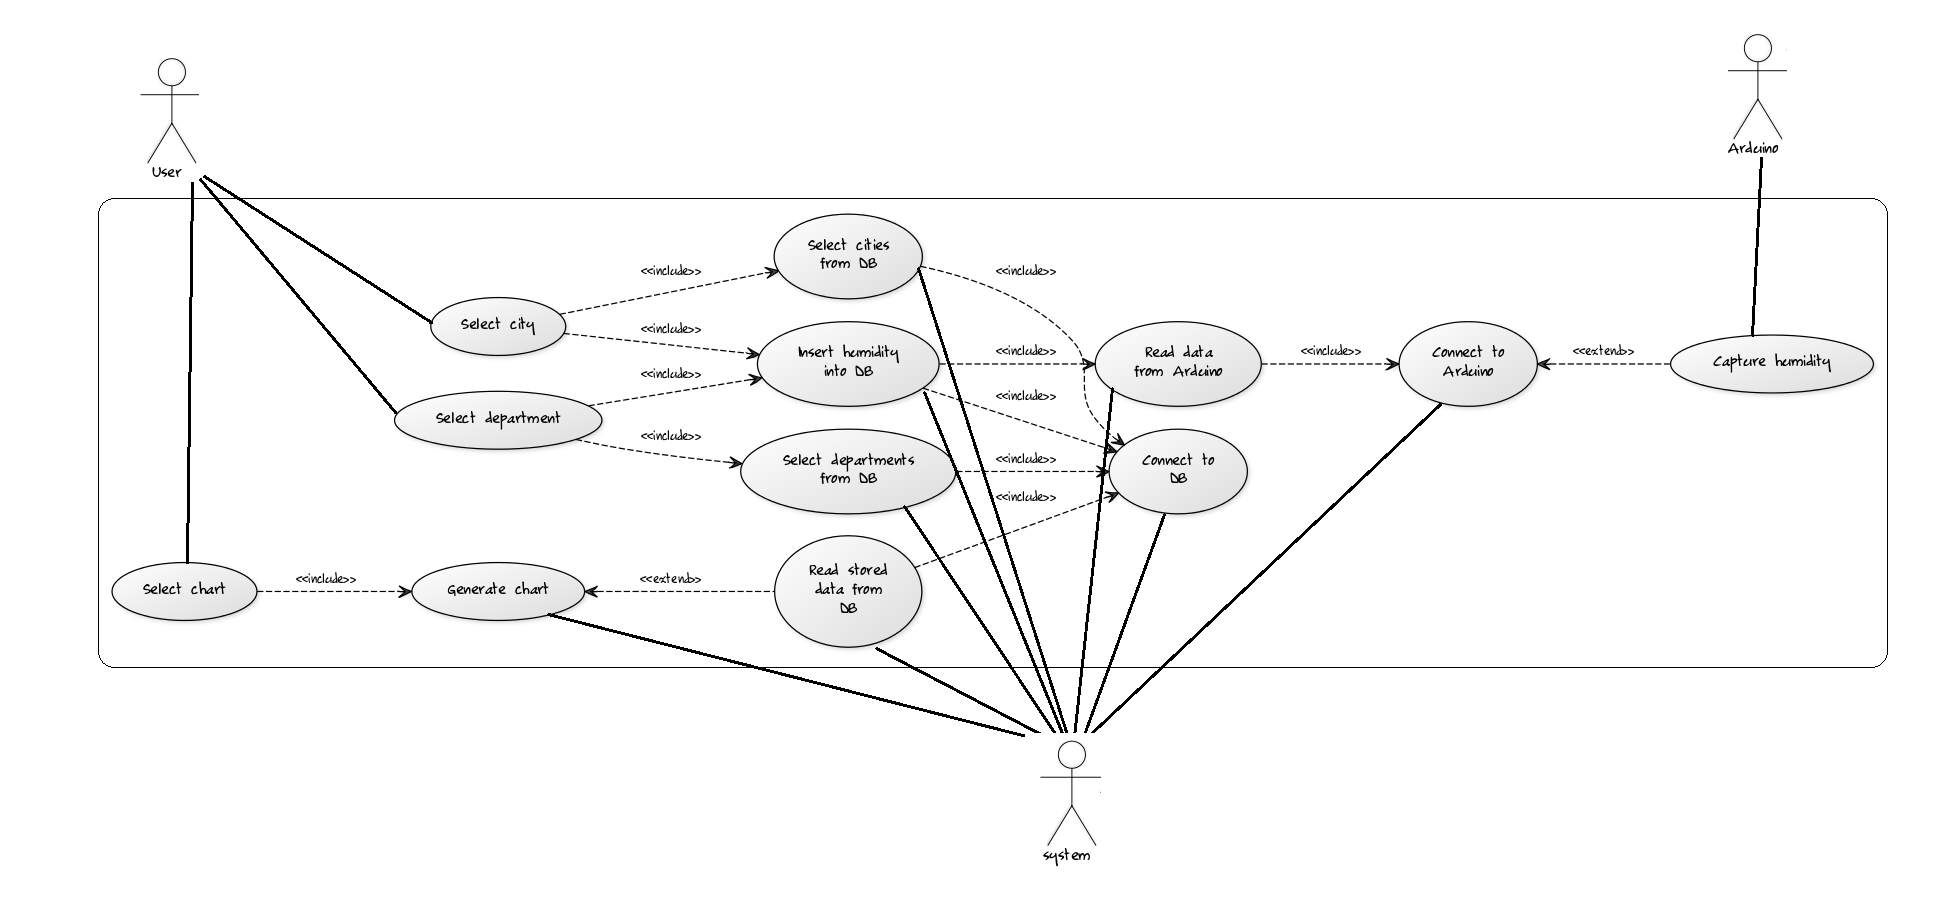 User
Arduino
Select cities
from DB
<<include>>
<<include>>
Select city
<<include>>
Insert humidity
into DB
<<include>>
Read data
from Arduino
<<include>>
Connect to
Arduino
<<extend>>
Capture humidity
<<include>>
<<include>>
Select department
<<include>>
Select departments
from DB
<<include>>
Connect to
DB
<<include>>
Select chart
<<include>>
Generate chart
<<extend>>
Read stored
data from
DB
system